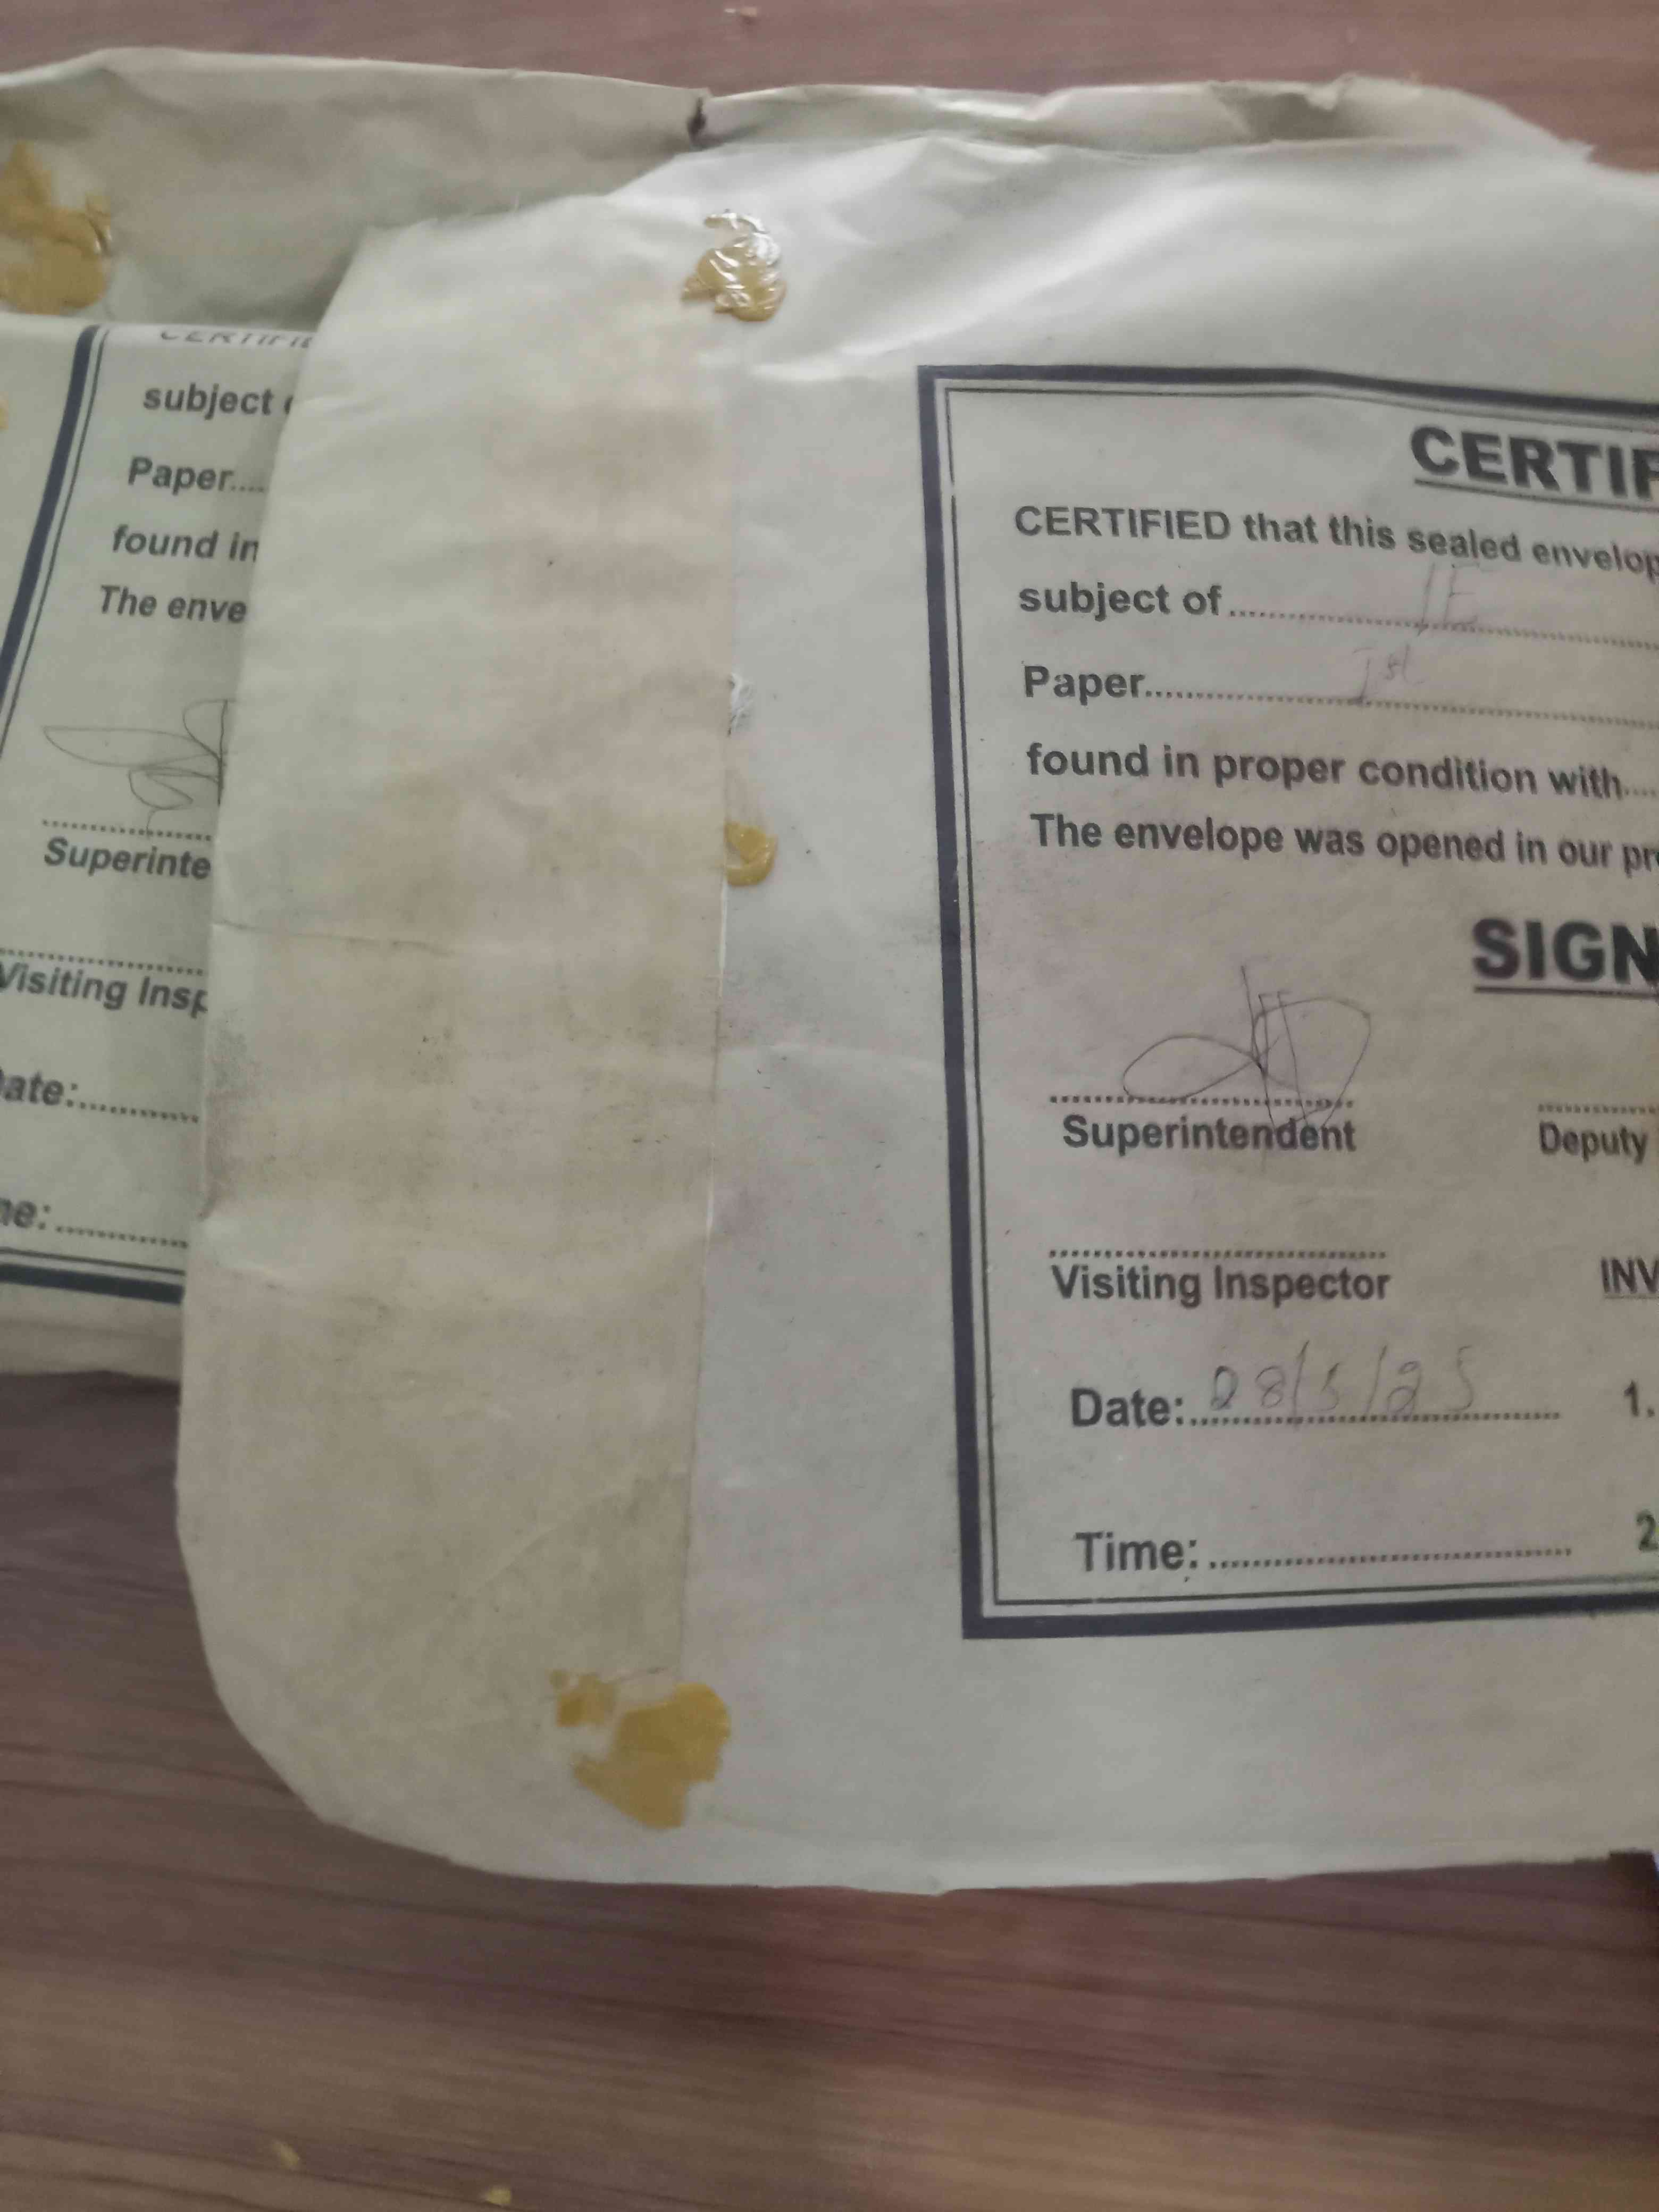 CERTIFIE
subject
Paper....
found in
The enve
Superinte
Visiting Insp
ate:
ne:
CERTIF
CERTIFIED that this sealed envelop
subject of
Paper.... Ist
found in proper condition with....
The envelope was opened in our pr
SIGN
Superintendent
Deputy
Visiting Inspector
INV
Date: 28/5/25
1.
Time:
2